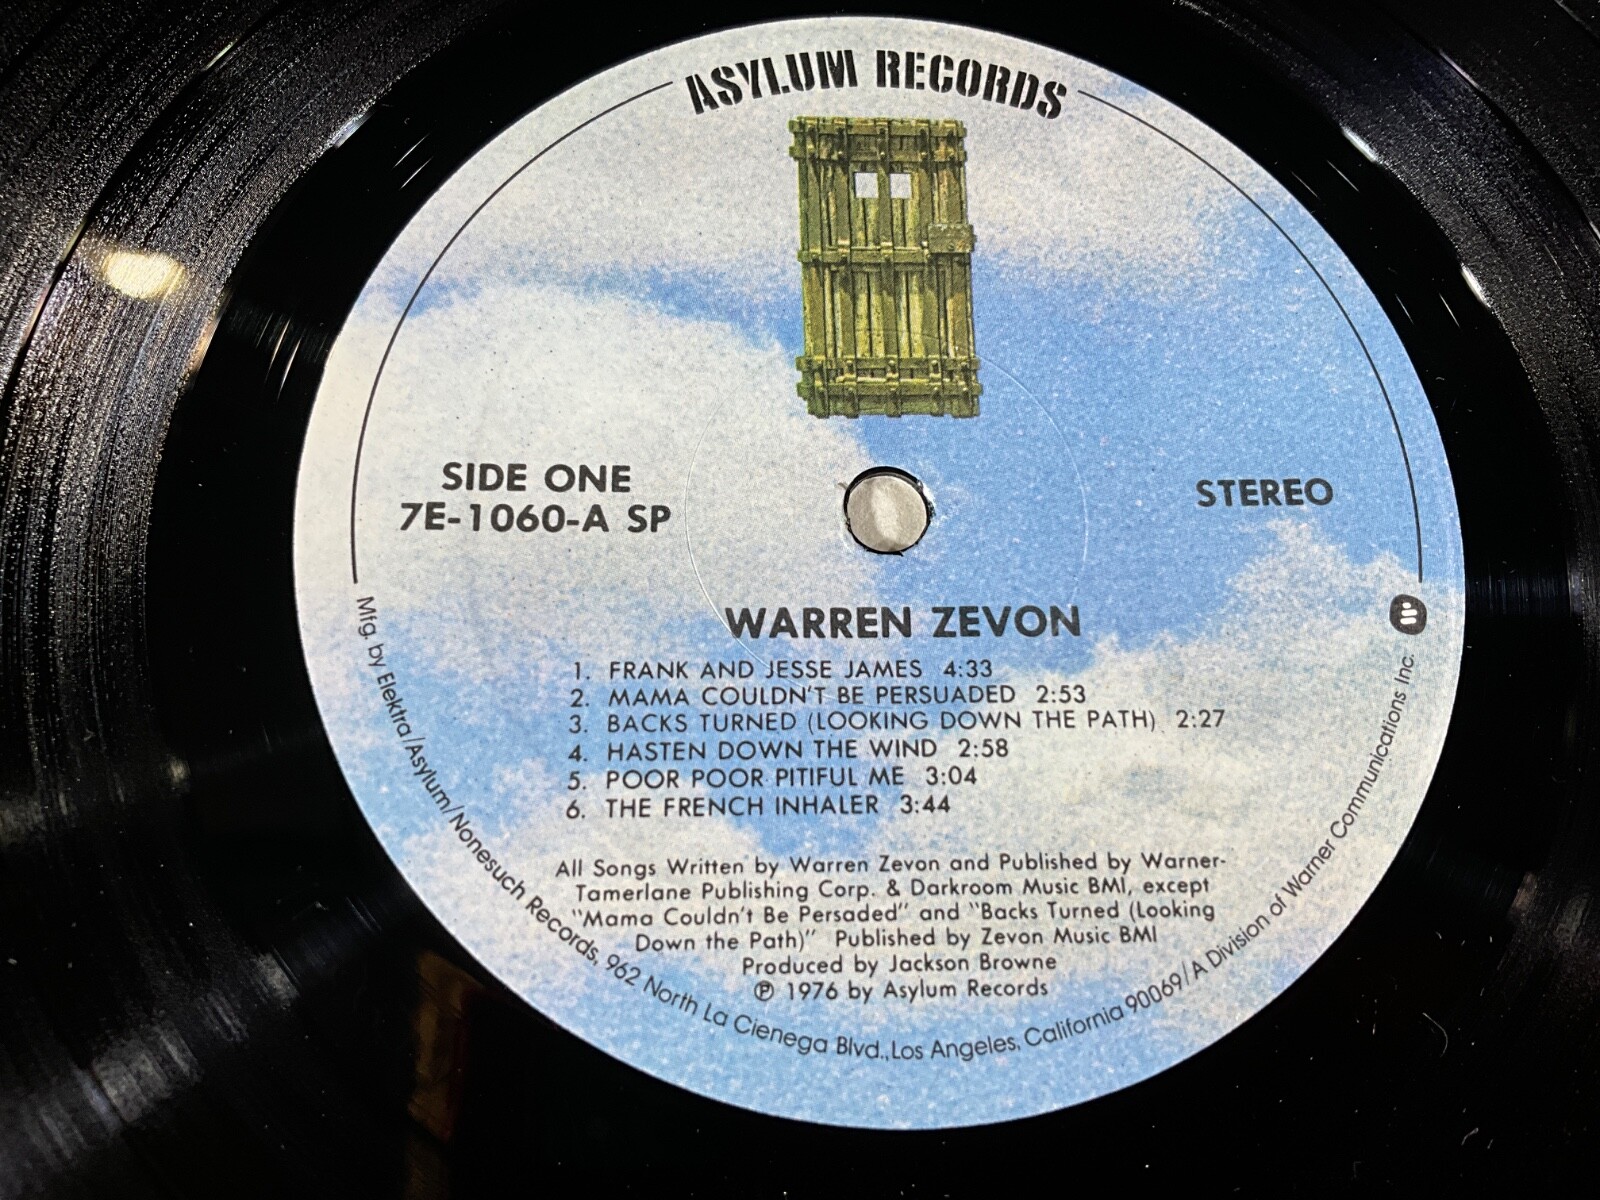 ASYLUM RECORDS
SIDE ONE
7E-1060-A SP
STEREO
WARREN ZEVON
1. FRANK AND JESSE JAMES 4:33
2. MAMA COULDN'T BE PERSUADED 2:53
3. BACKS TURNED (LOOKING DOWN THE PATH) 2:27
4. HASTEN DOWN THE WIND 2:58
5. POOR POOR PITIFUL ME 3:04
6. THE FRENCH INHALER 3:44
All Songs Written by Warren Zevon and Published by Warner-
Tamerlane Publishing Corp. & Darkroom Music BMI, except
"Mama Couldn't Be Persaded" and "Backs Turned (Looking
Down the Path)" Published by Zevon Music BMI
Produced by Jackson Browne
℗ 1976 by Asylum Records
Mfg. by Elektra/Asylum/Nonesuch Records, 962 North La Cienega Blvd., Los Angeles, California 90069/A Division of Warner Communications Inc.